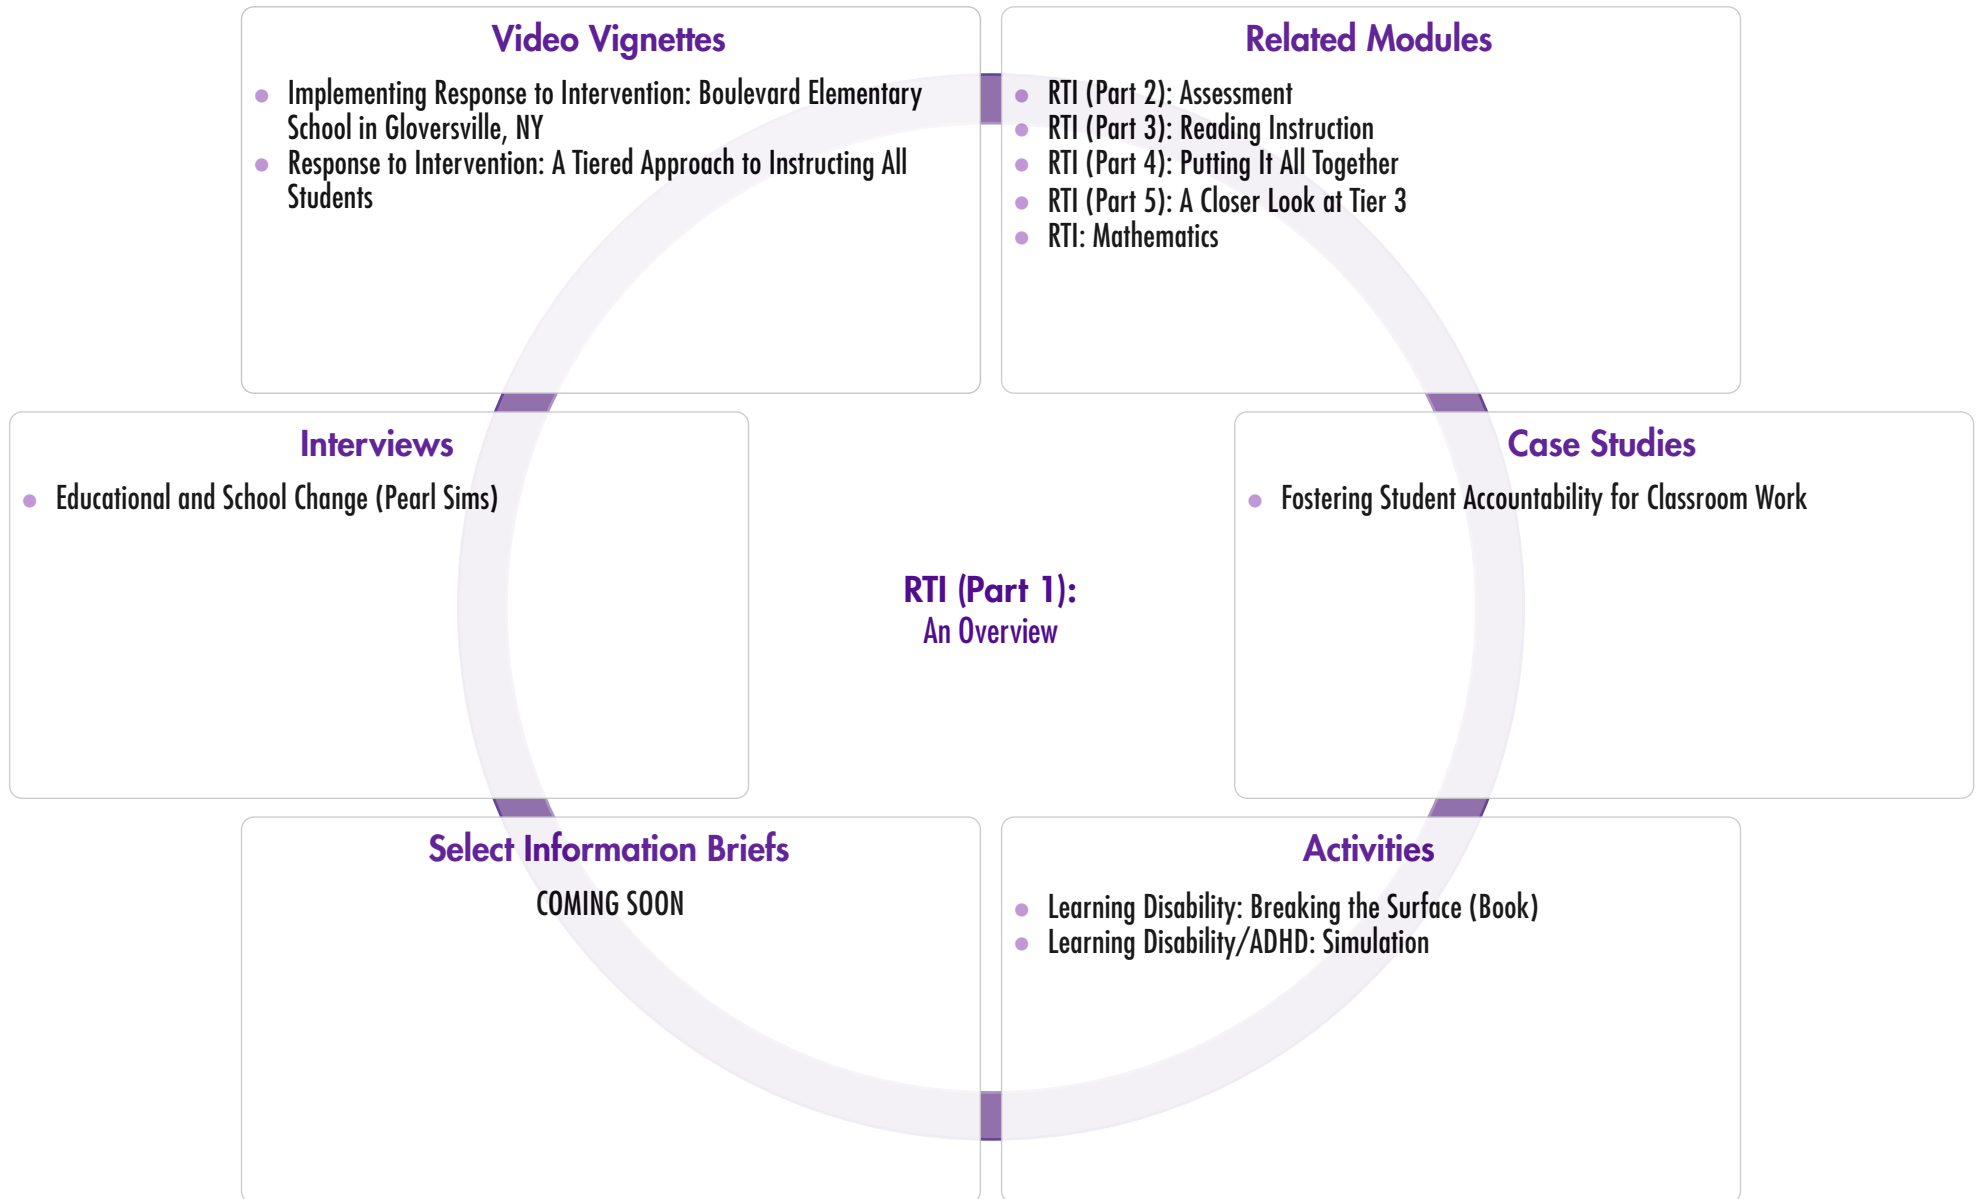 Video Vignettes
Implementing Response to Intervention: Boulevard Elementary
School in Gloversville, NY
Response to Intervention: A Tiered Approach to Instructing All
Students
Related Modules
RTI (Part 2): Assessment
RTI (Part 3): Reading Instruction
RTI (Part 4): Putting It All Together
RTI (Part 5): A Closer Look at Tier 3
RTI: Mathematics
Interviews
Educational and School Change (Pearl Sims)
RTI (Part 1):
An Overview
Case Studies
Fostering Student Accountability for Classroom Work
Select Information Briefs
COMING SOON
Activities
Learning Disability: Breaking the Surface (Book)
Learning Disability/ADHD: Simulation